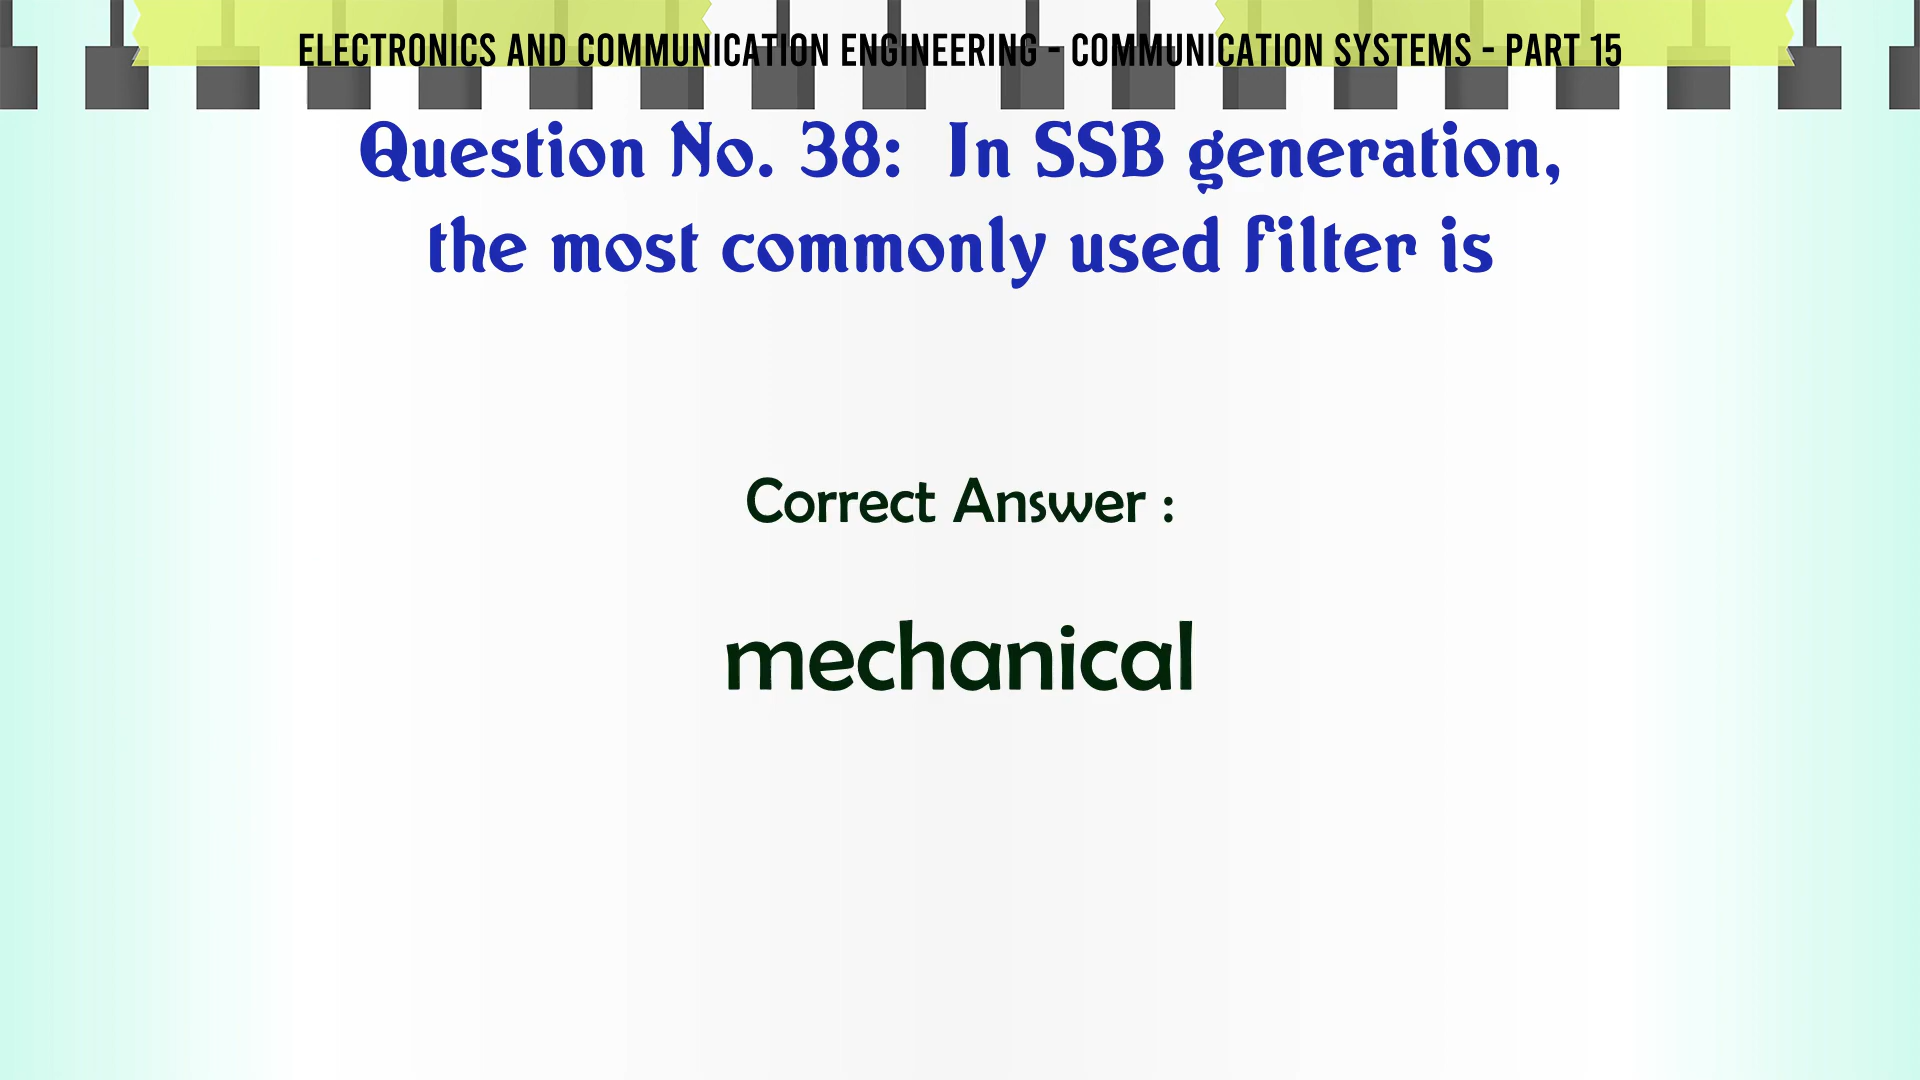 ELECTRONICS AND COMMUNICATION ENGINEERING - COMMUNICATION SYSTEMS - PART 15
Question No. 38: In SSB generation,
the most commonly used filter is
Correct Answer :
mechanical